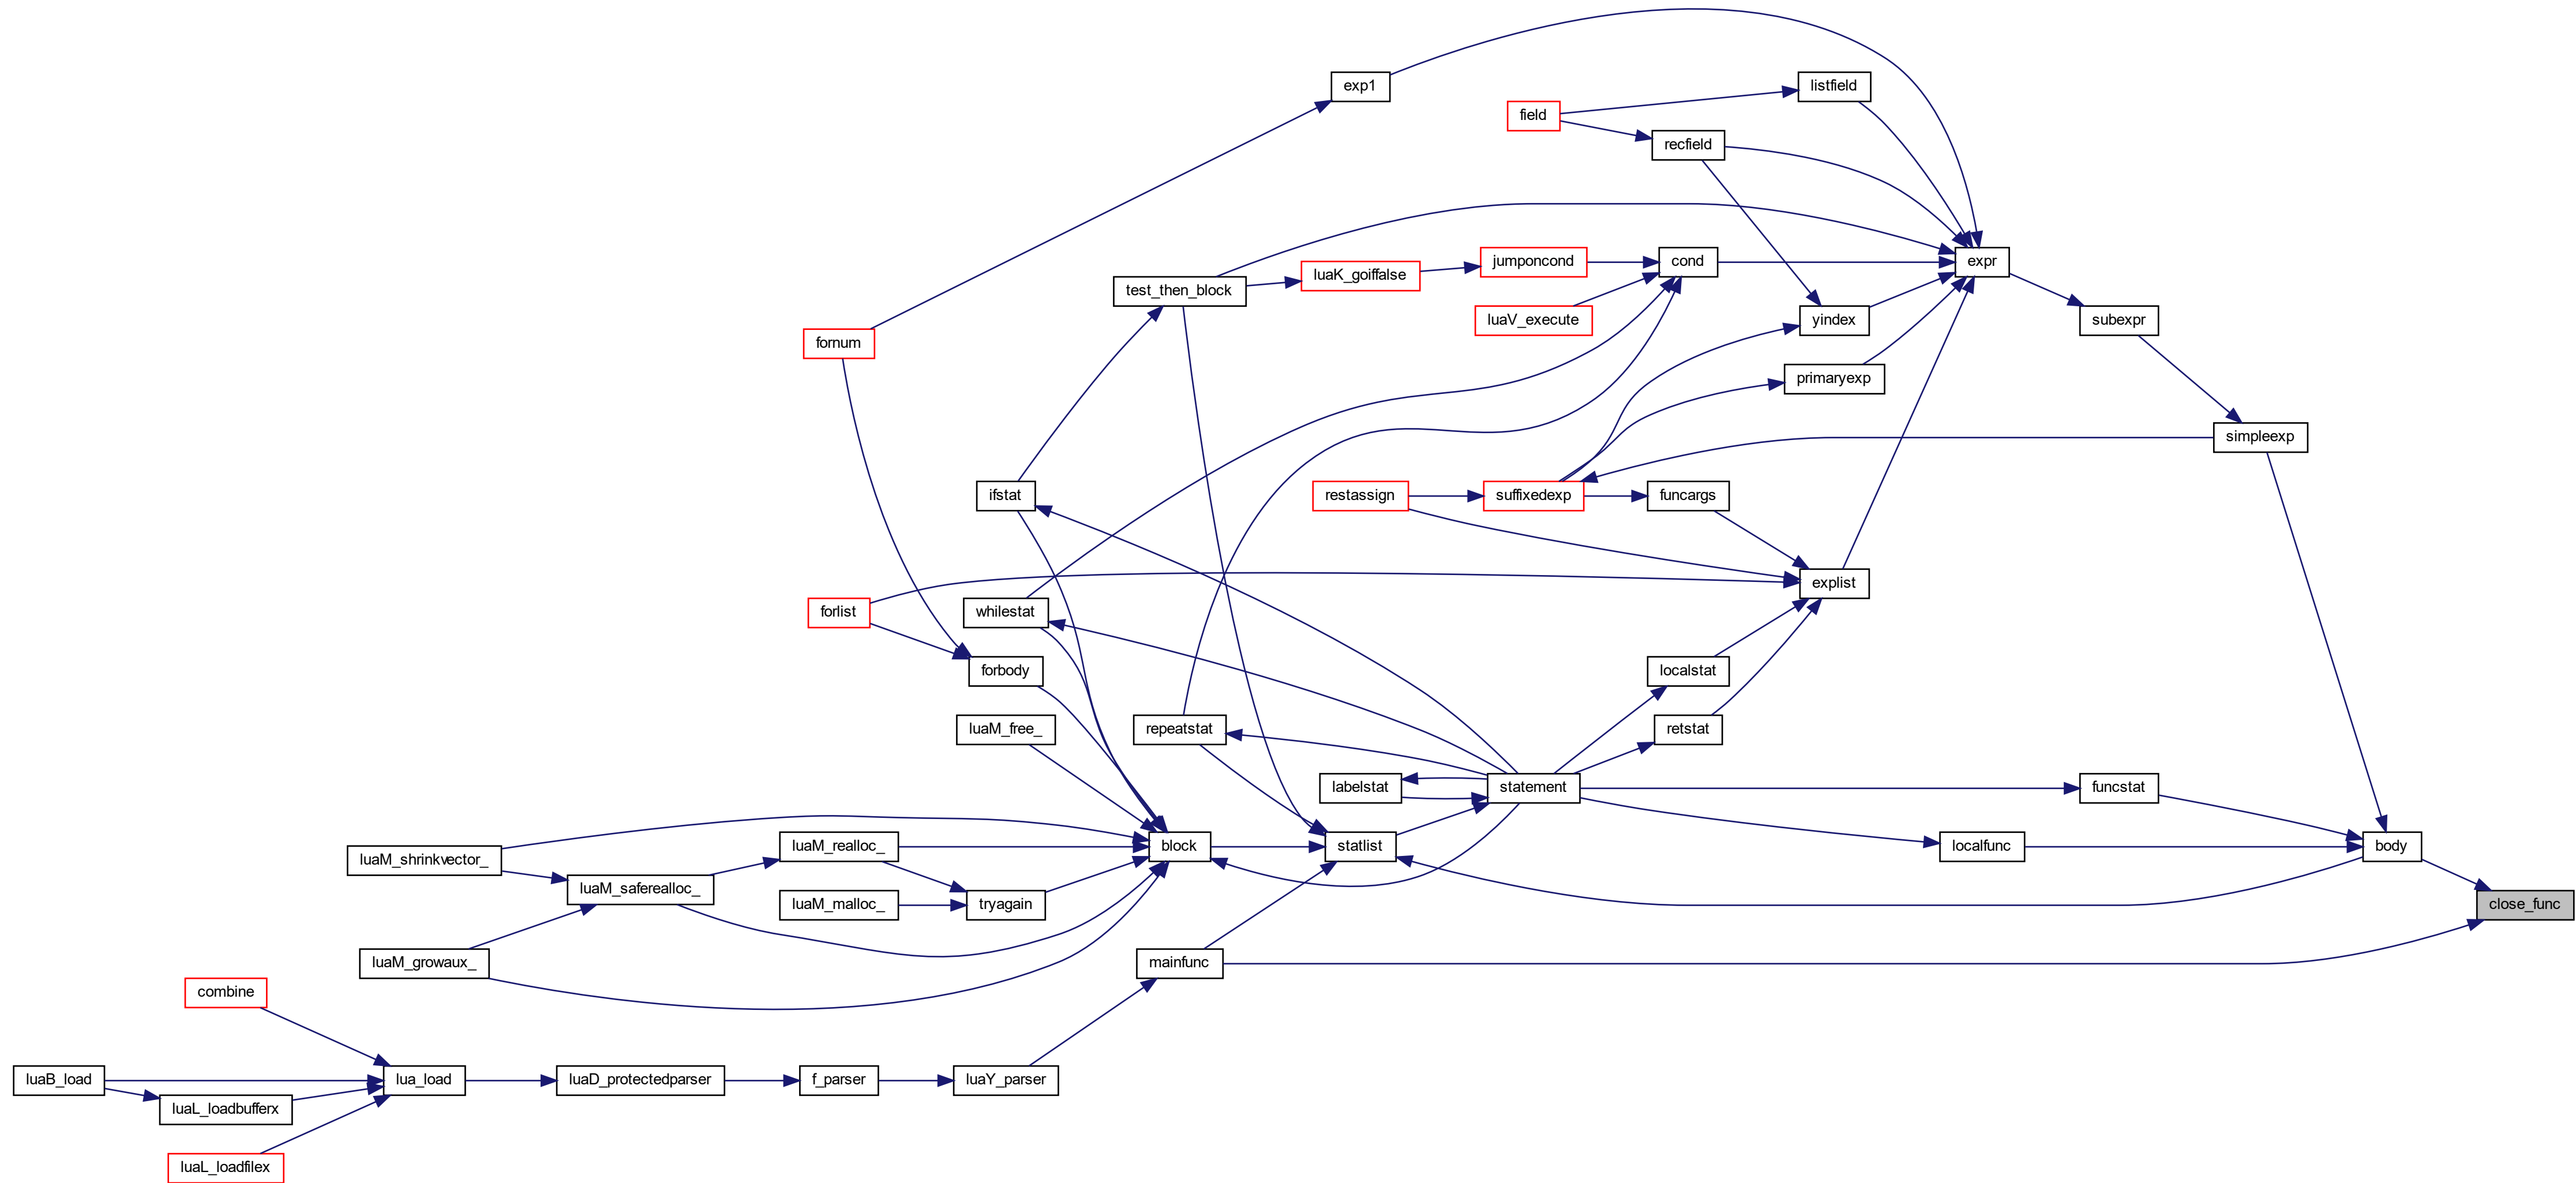 exp1
listfield
field
recfield
expr
cond
jumponcond
luaK_goiffalse
test_then_block
luaV_execute
yindex
subexpr
fornum
primaryexp
simpleexp
ifstat
restassign
suffixedexp
funcargs
explist
forlist
whilestat
forbody
localstat
luaM_free_
repeatstat
retstat
labelstat
statement
funcstat
luaM_shrinkvector_
luaM_realloc_
block
statlist
localfunc
body
luaM_saferealloc_
luaM_malloc_
tryagain
close_func
luaM_growaux_
mainfunc
combine
luaB_load
lua_load
luaD_protectedparser
f_parser
luaY_parser
luaL_loadbufferx
luaL_loadfilex